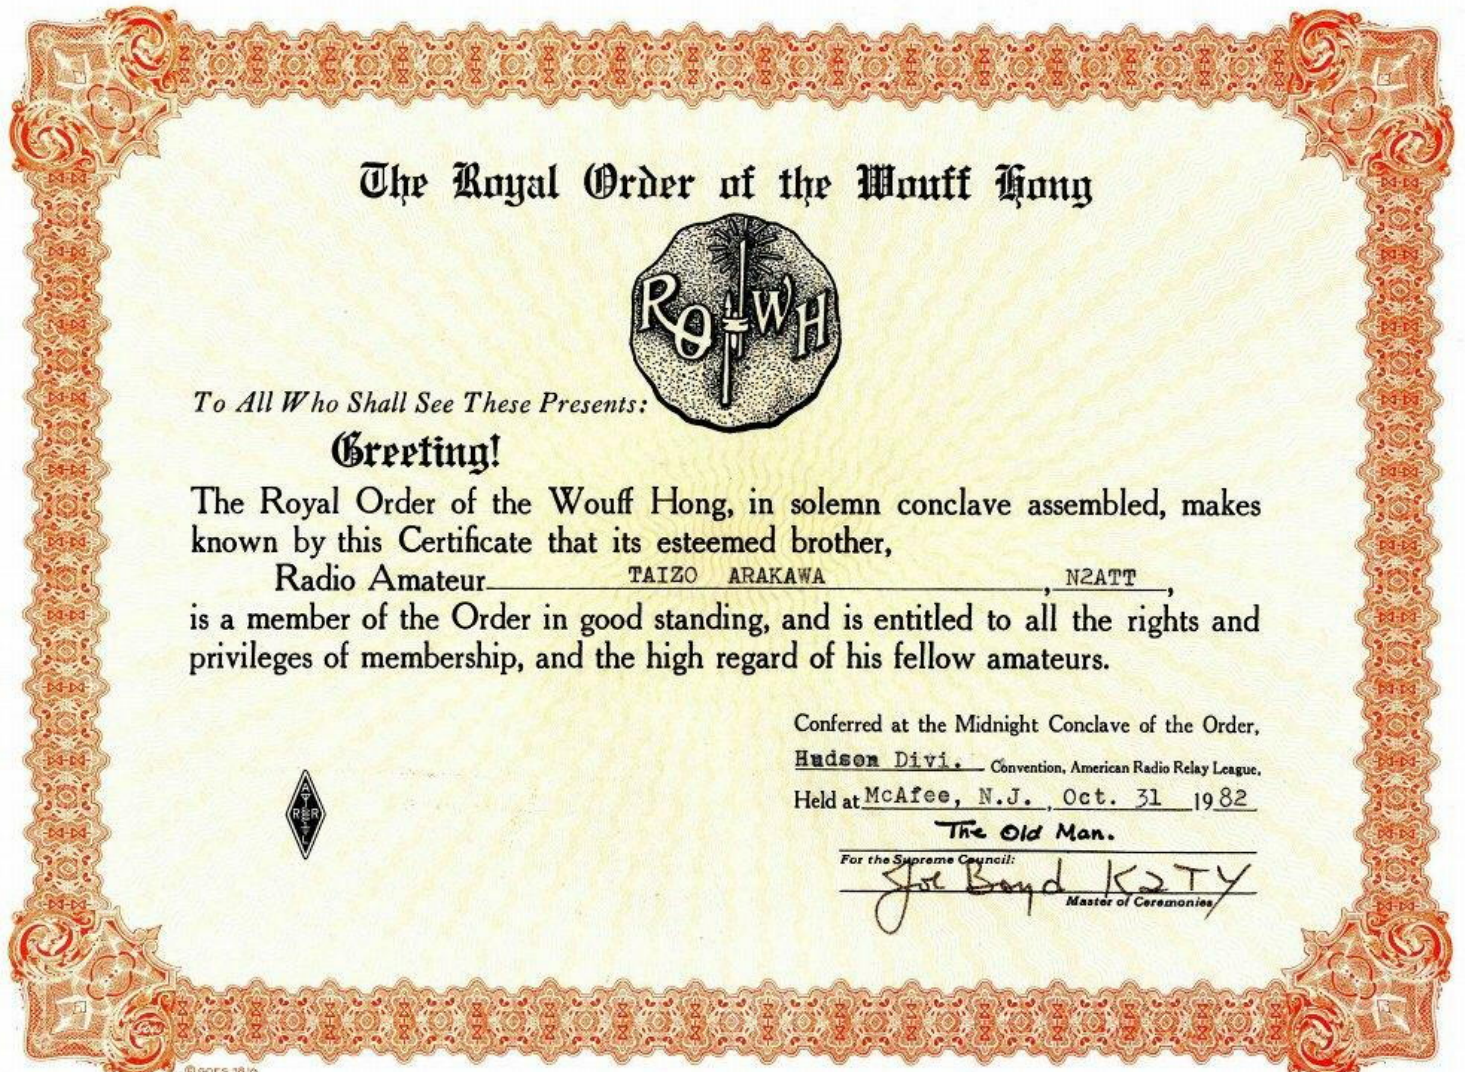 The Royal Order of the Wouff Hong
RO WH
To All Who Shall See These Presents:
Greeting!
The Royal Order of the Wouff Hong, in solemn conclave assembled, makes
known by this Certificate that its esteemed brother,
Radio Amateur TAIZO ARAKAWA, N2ATT,
is a member of the Order in good standing, and is entitled to all the rights and
privileges of membership, and the high regard of his fellow amateurs.
Conferred at the Midnight Conclave of the Order,
Hudson Divi. Convention, American Radio Relay League,
Held at McAfee, N.J., Oct. 31 1982
The Old Man.
For the Supreme Council:
Joe Boyd K2TY
Master of Ceremonies
A
R R
L
GOES